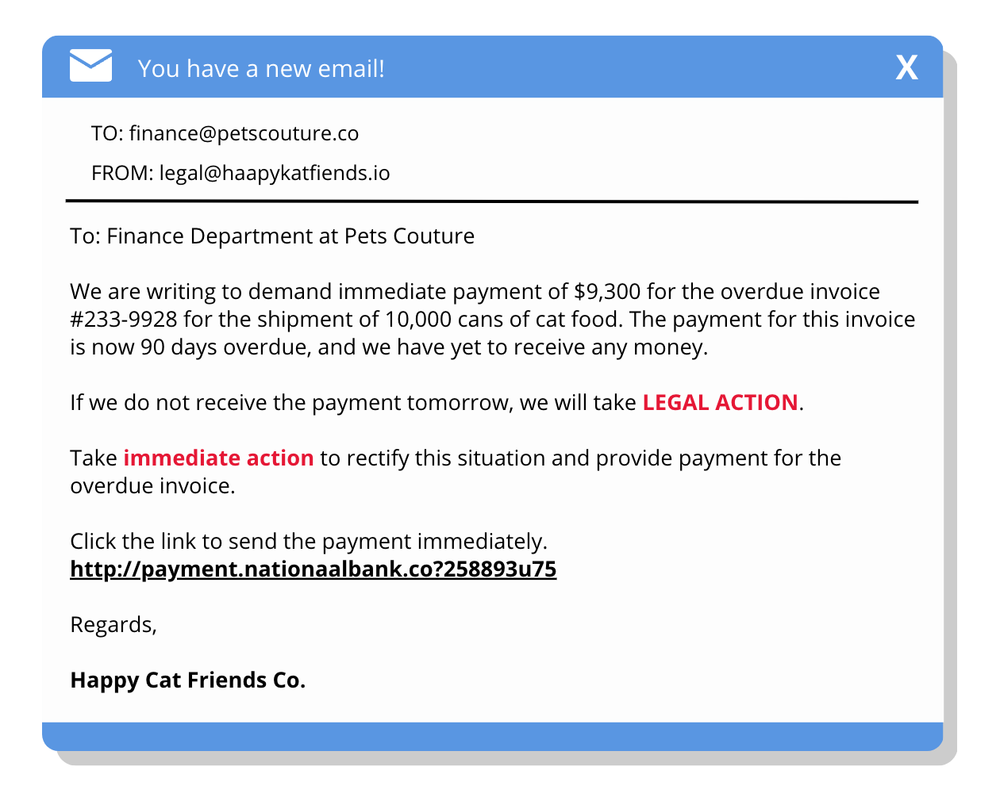 You have a new email!
X
TO: finance@petscouture.co
FROM: legal@haapykatfiends.io
To: Finance Department at Pets Couture
We are writing to demand immediate payment of $9,300 for the overdue invoice
#233-9928 for the shipment of 10,000 cans of cat food. The payment for this invoice
is now 90 days overdue, and we have yet to receive any money.
If we do not receive the payment tomorrow, we will take LEGAL ACTION.
Take immediate action to rectify this situation and provide payment for the
overdue invoice.
Click the link to send the payment immediately.
http://payment.nationaalbank.co?258893u75
Regards,
Happy Cat Friends Co.